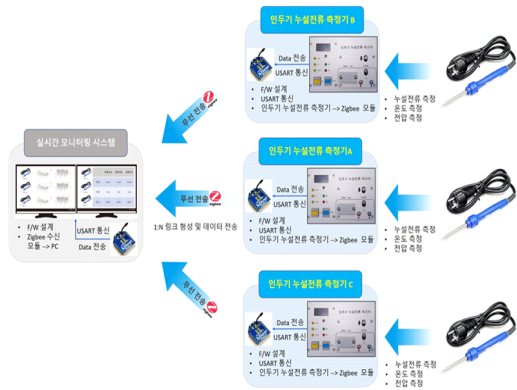 인두기 누설전류 측정기 B
Data 전송
USART 통신
• F/W 설계
• USART 통신
• 인두기 누설전류 측정기 --> Zigbee 모듈
• 누설전류 측정
• 온도 측정
• 전압 측정
무선 전송
zigbee
실시간 모니터링 시스템
• F/W 설계
• Zigbee 수신
모듈 --> PC
USART 통신
Data 전송
무선 전송
zigbee
1:N 링크 형성 및 데이터 전송
인두기 누설전류 측정기A
Data 전송
USART 통신
• F/W 설계
• USART 통신
• 인두기 누설전류 측정기 --> Zigbee 모듈
• 누설전류 측정
• 온도 측정
• 전압 측정
무선 전송
zigbee
인두기 누설전류 측정기 C
Data 전송
USART 통신
• F/W 설계
• USART 통신
• 인두기 누설전류 측정기 --> Zigbee 모듈
• 누설전류 측정
• 온도 측정
• 전압 측정